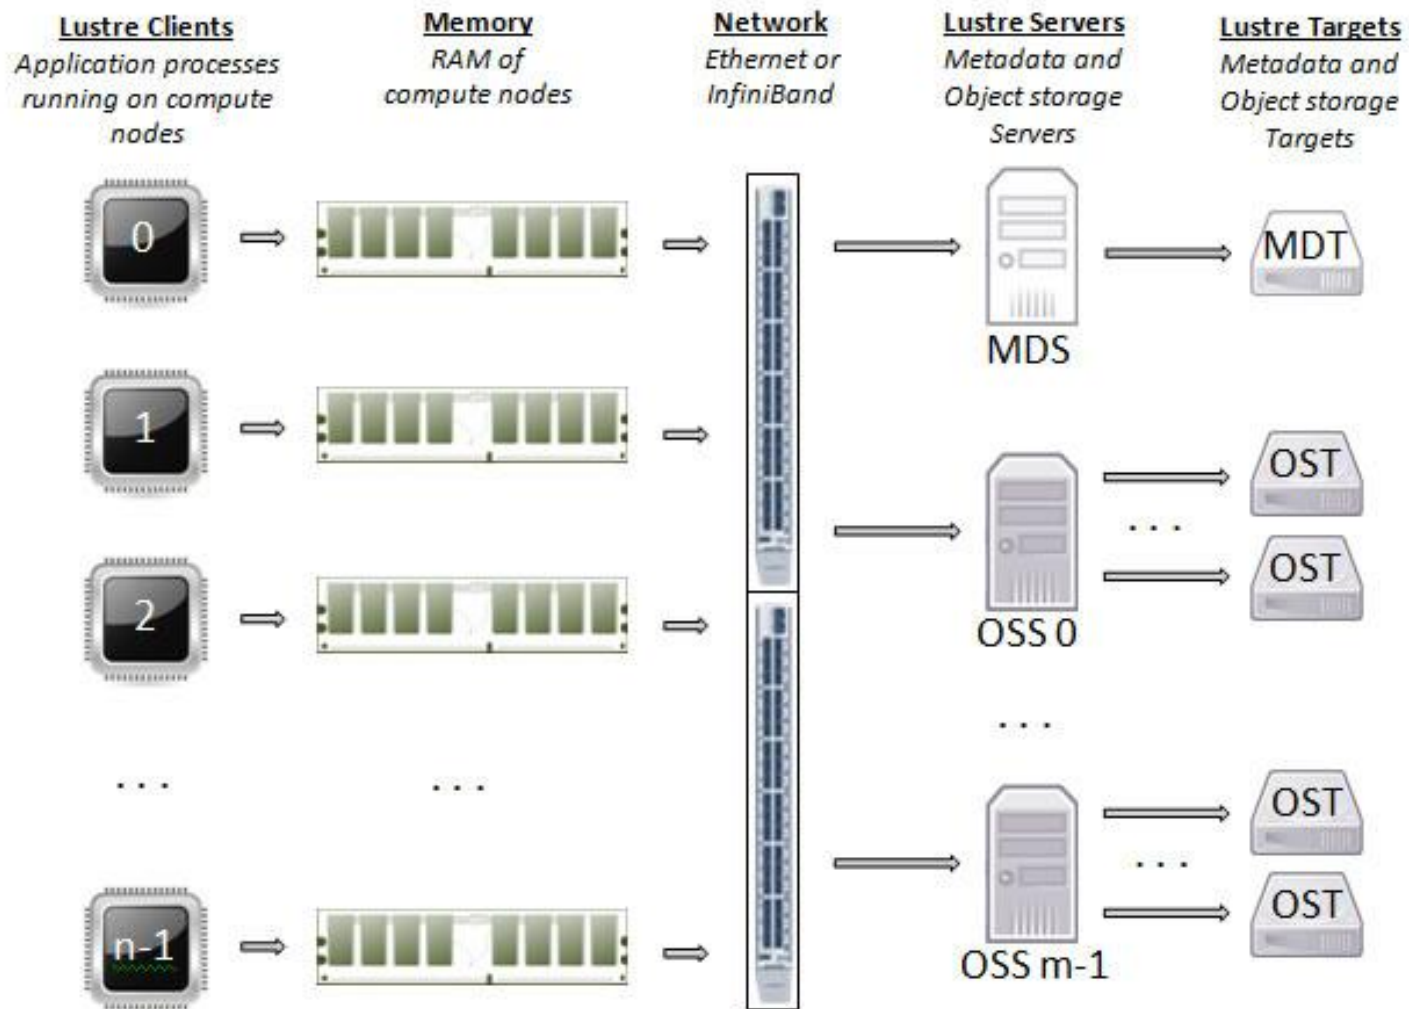 Lustre Clients
Application processes
running on compute
nodes
Memory
RAM of
compute nodes
Network
Ethernet or
InfiniBand
Lustre Servers
Metadata and
Object storage
Servers
Lustre Targets
Metadata and
Object storage
Targets
0
MDT
MDS
1
OST
2
OST
OSS 0
. . .
. . .
. . .
. . .
OST
. . .
n-1
OST
OSS m-1